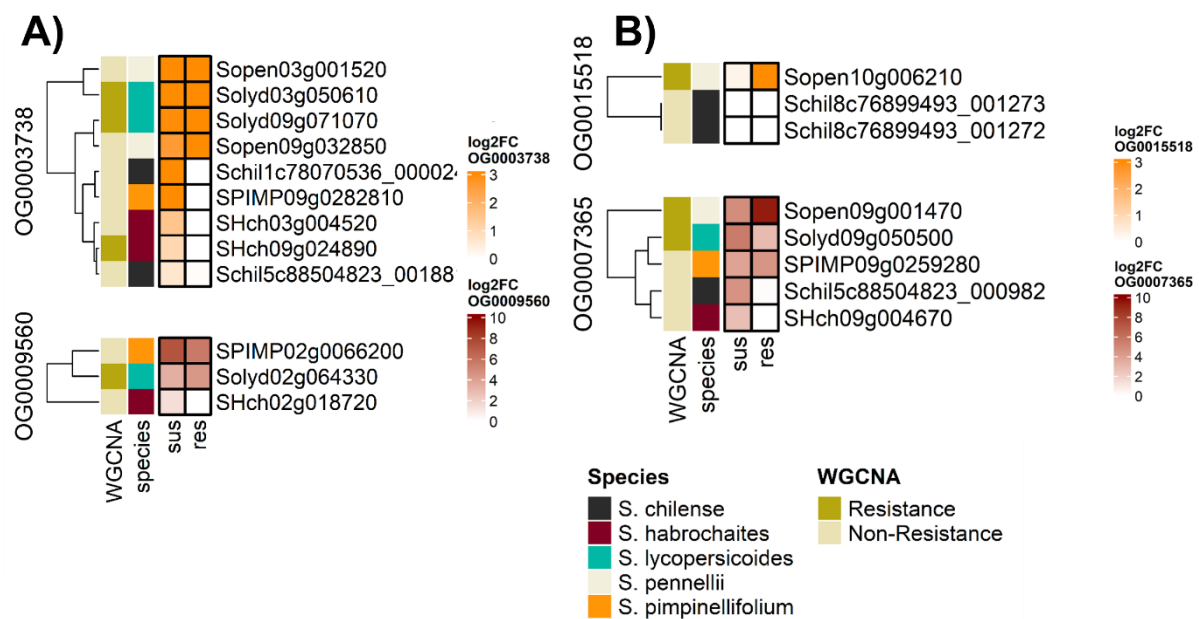 A)
OG0003738
Sopen03g001520
Solyd03g050610
Solyd09g071070
Sopen09g032850
Schil1c78070536_00002
SPIMP09g0282810
SHch03g004520
SHch09g024890
Schil5c88504823_00188
log2FC
OG0003738
3
2
1
0
OG0009560
SPIMP02g0066200
Solyd02g064330
SHch02g018720
WGCNA
species
sus
res
log2FC
OG0009560
10
8
6
4
2
0
B)
OG0015518
Sopen10g006210
Schil8c76899493_001273
Schil8c76899493_001272
log2FC
OG0015518
3
2
1
0
OG0007365
Sopen09g001470
Solyd09g050500
SPIMP09g0259280
Schil5c88504823_000982
SHch09g004670
WGCNA
species
sus
res
log2FC
OG0007365
10
8
6
4
2
0
Species
S. chilense
S. habrochaites
S. lycopersicoides
S. pennellii
S. pimpinellifolium
WGCNA
Resistance
Non-Resistance